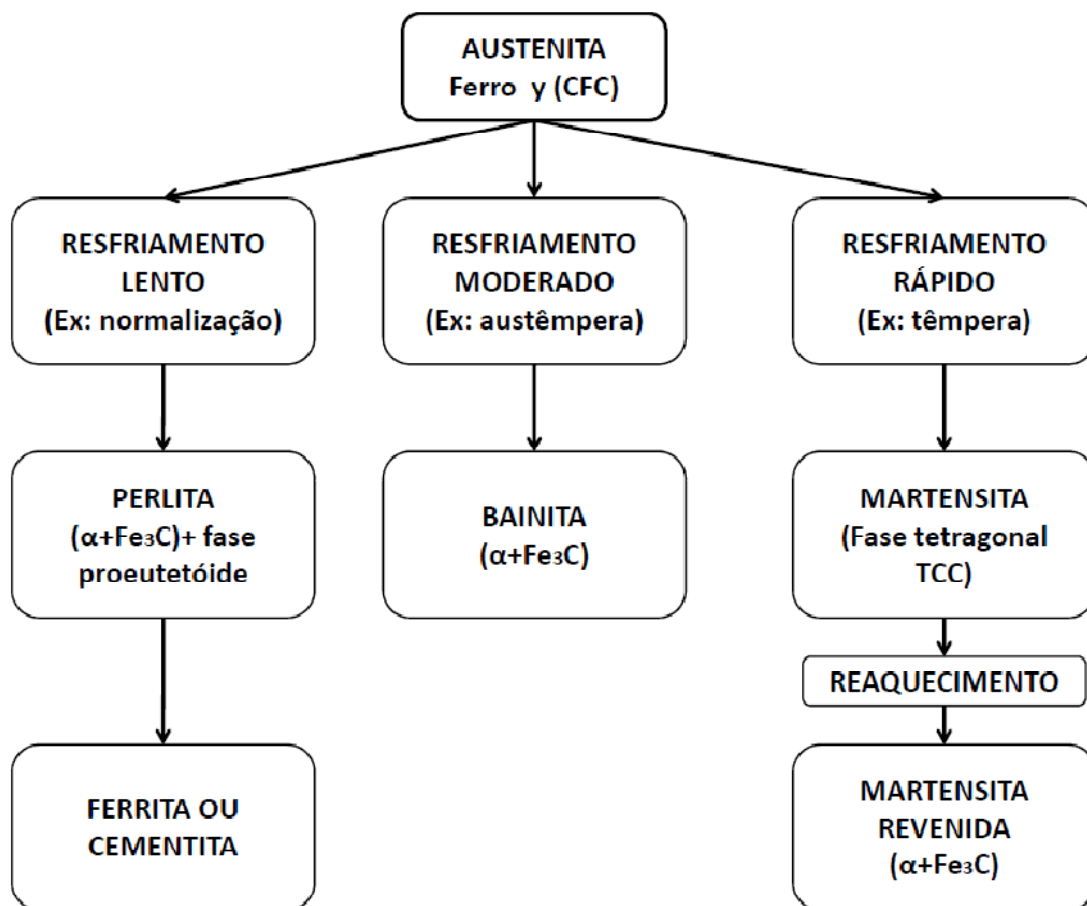 AUSTENITA
Ferro y (CFC)
RESFRIAMENTO
LENTO
(Ex: normalização)
RESFRIAMENTO
MODERADO
(Ex: austêmpera)
RESFRIAMENTO
RÁPIDO
(Ex: têmpera)
PERLITA
(α+Fe₃C)+ fase
proeutetóide
BAINITA
(α+Fe₃C)
MARTENSITA
(Fase tetragonal
TCC)
REAQUECIMENTO
FERRITA OU
CEMENTITA
MARTENSITA
REVENIDA
(α+Fe₃C)